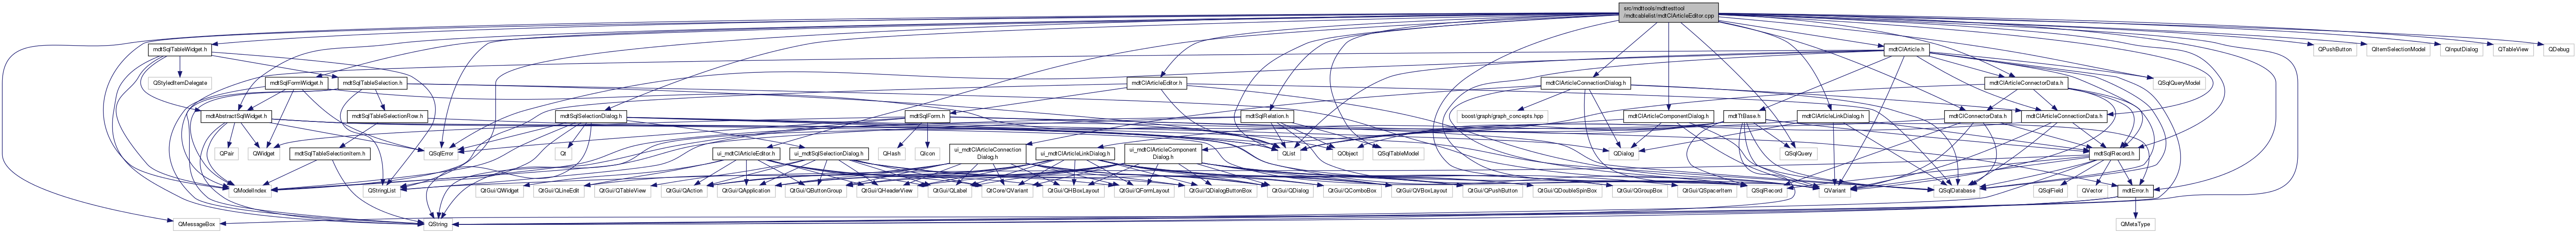 src/mdttools/mdttesttool
/mdtcablelist/mdtClArticleEditor.cpp
mdtSqlTableWidget.h
mdtClArticle.h
QPushButton
QItemSelectionModel
QInputDialog
QTableView
QDebug
QStyledItemDelegate
mdtSqlFormWidget.h
mdtSqlTableSelection.h
mdtClArticleEditor.h
mdtClArticleConnectionDialog.h
mdtClArticleConnectorData.h
QSqlQueryModel
mdtAbstractSqlWidget.h
mdtSqlTableSelectionRow.h
mdtSqlSelectionDialog.h
mdtSqlForm.h
mdtSqlRelation.h
boost/graph/graph_concepts.hpp
mdtClArticleComponentDialog.h
mdtTtBase.h
mdtClArticleLinkDialog.h
mdtClConnectorData.h
mdtClArticleConnectionData.h
QPair
QWidget
mdtSqlTableSelectionItem.h
QSqlError
Qt
ui_mdtClArticleEditor.h
ui_mdtSqlSelectionDialog.h
QHash
QIcon
ui_mdtClArticleConnection
Dialog.h
ui_mdtClArticleLinkDialog.h
ui_mdtClArticleComponent
Dialog.h
QList
QObject
QSqlTableModel
QDialog
QSqlQuery
mdtSqlRecord.h
QModelIndex
QStringList
QtGui/QWidget
QtGui/QLineEdit
QtGui/QTableView
QtGui/QAction
QtGui/QApplication
QtGui/QButtonGroup
QtGui/QHeaderView
QtGui/QLabel
QtCore/QVariant
QtGui/QHBoxLayout
QtGui/QFormLayout
QtGui/QDialogButtonBox
QtGui/QDialog
QtGui/QComboBox
QtGui/QVBoxLayout
QtGui/QPushButton
QtGui/QDoubleSpinBox
QtGui/QGroupBox
QtGui/QSpacerItem
QSqlRecord
QVariant
QSqlDatabase
QSqlField
QVector
mdtError.h
QMessageBox
QString
QMetaType